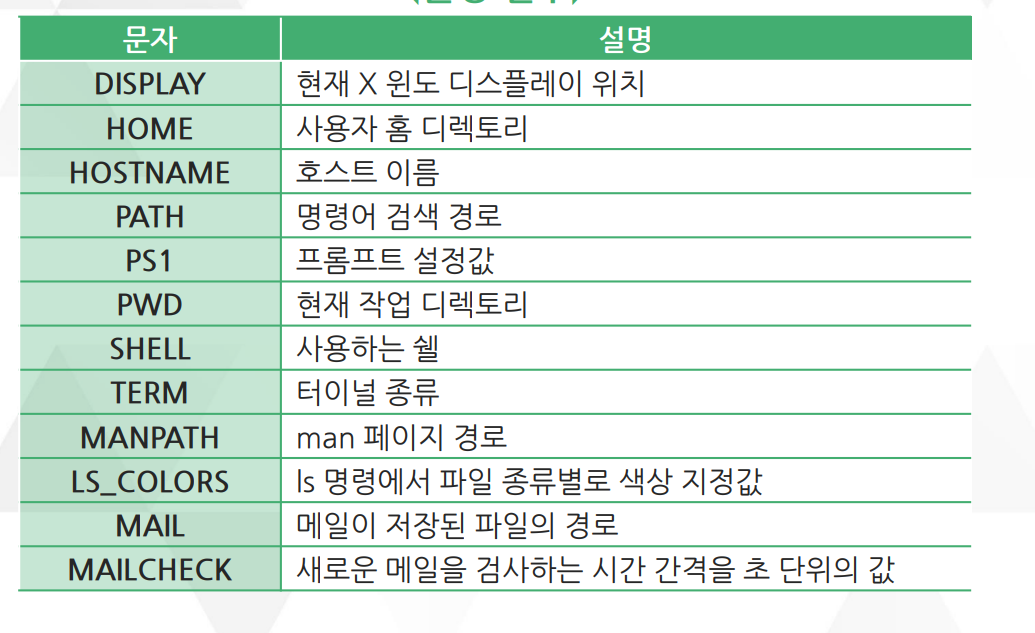 문자 설명
DISPLAY 현재 X 윈도 디스플레이 위치
HOME 사용자 홈 디렉토리
HOSTNAME 호스트 이름
PATH 명령어 검색 경로
PS1 프롬프트 설정값
PWD 현재 작업 디렉토리
SHELL 사용하는 쉘
TERM 터이널 종류
MANPATH man 페이지 경로
LS_COLORS ls 명령에서 파일 종류별로 색상 지정값
MAIL 메일이 저장된 파일의 경로
MAILCHECK 새로운 메일을 검사하는 시간 간격을 초 단위의 값